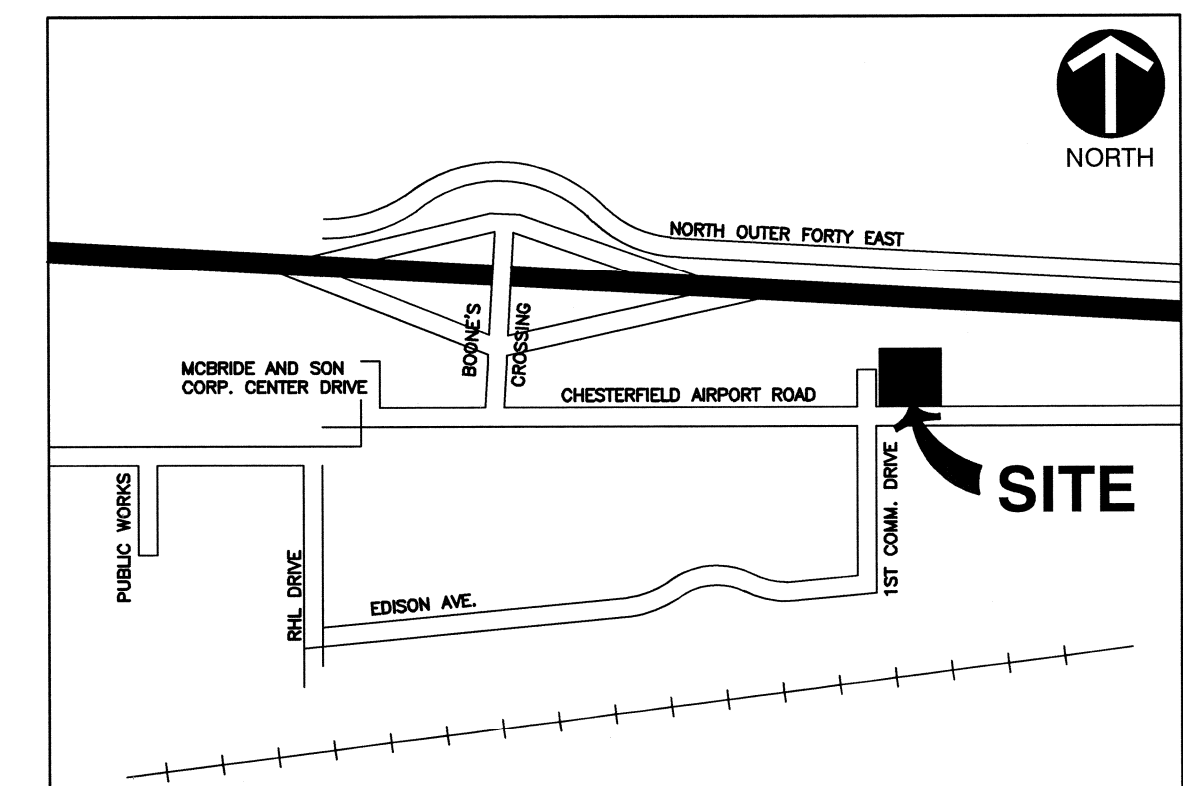 NORTH
NORTH OUTER FORTY EAST
BOONE'S
CROSSING
MCBRIDE AND SON
CORP. CENTER DRIVE
CHESTERFIELD AIRPORT ROAD
SITE
PUBLIC WORKS
RHL DRIVE
EDISON AVE.
1ST COMM. DRIVE